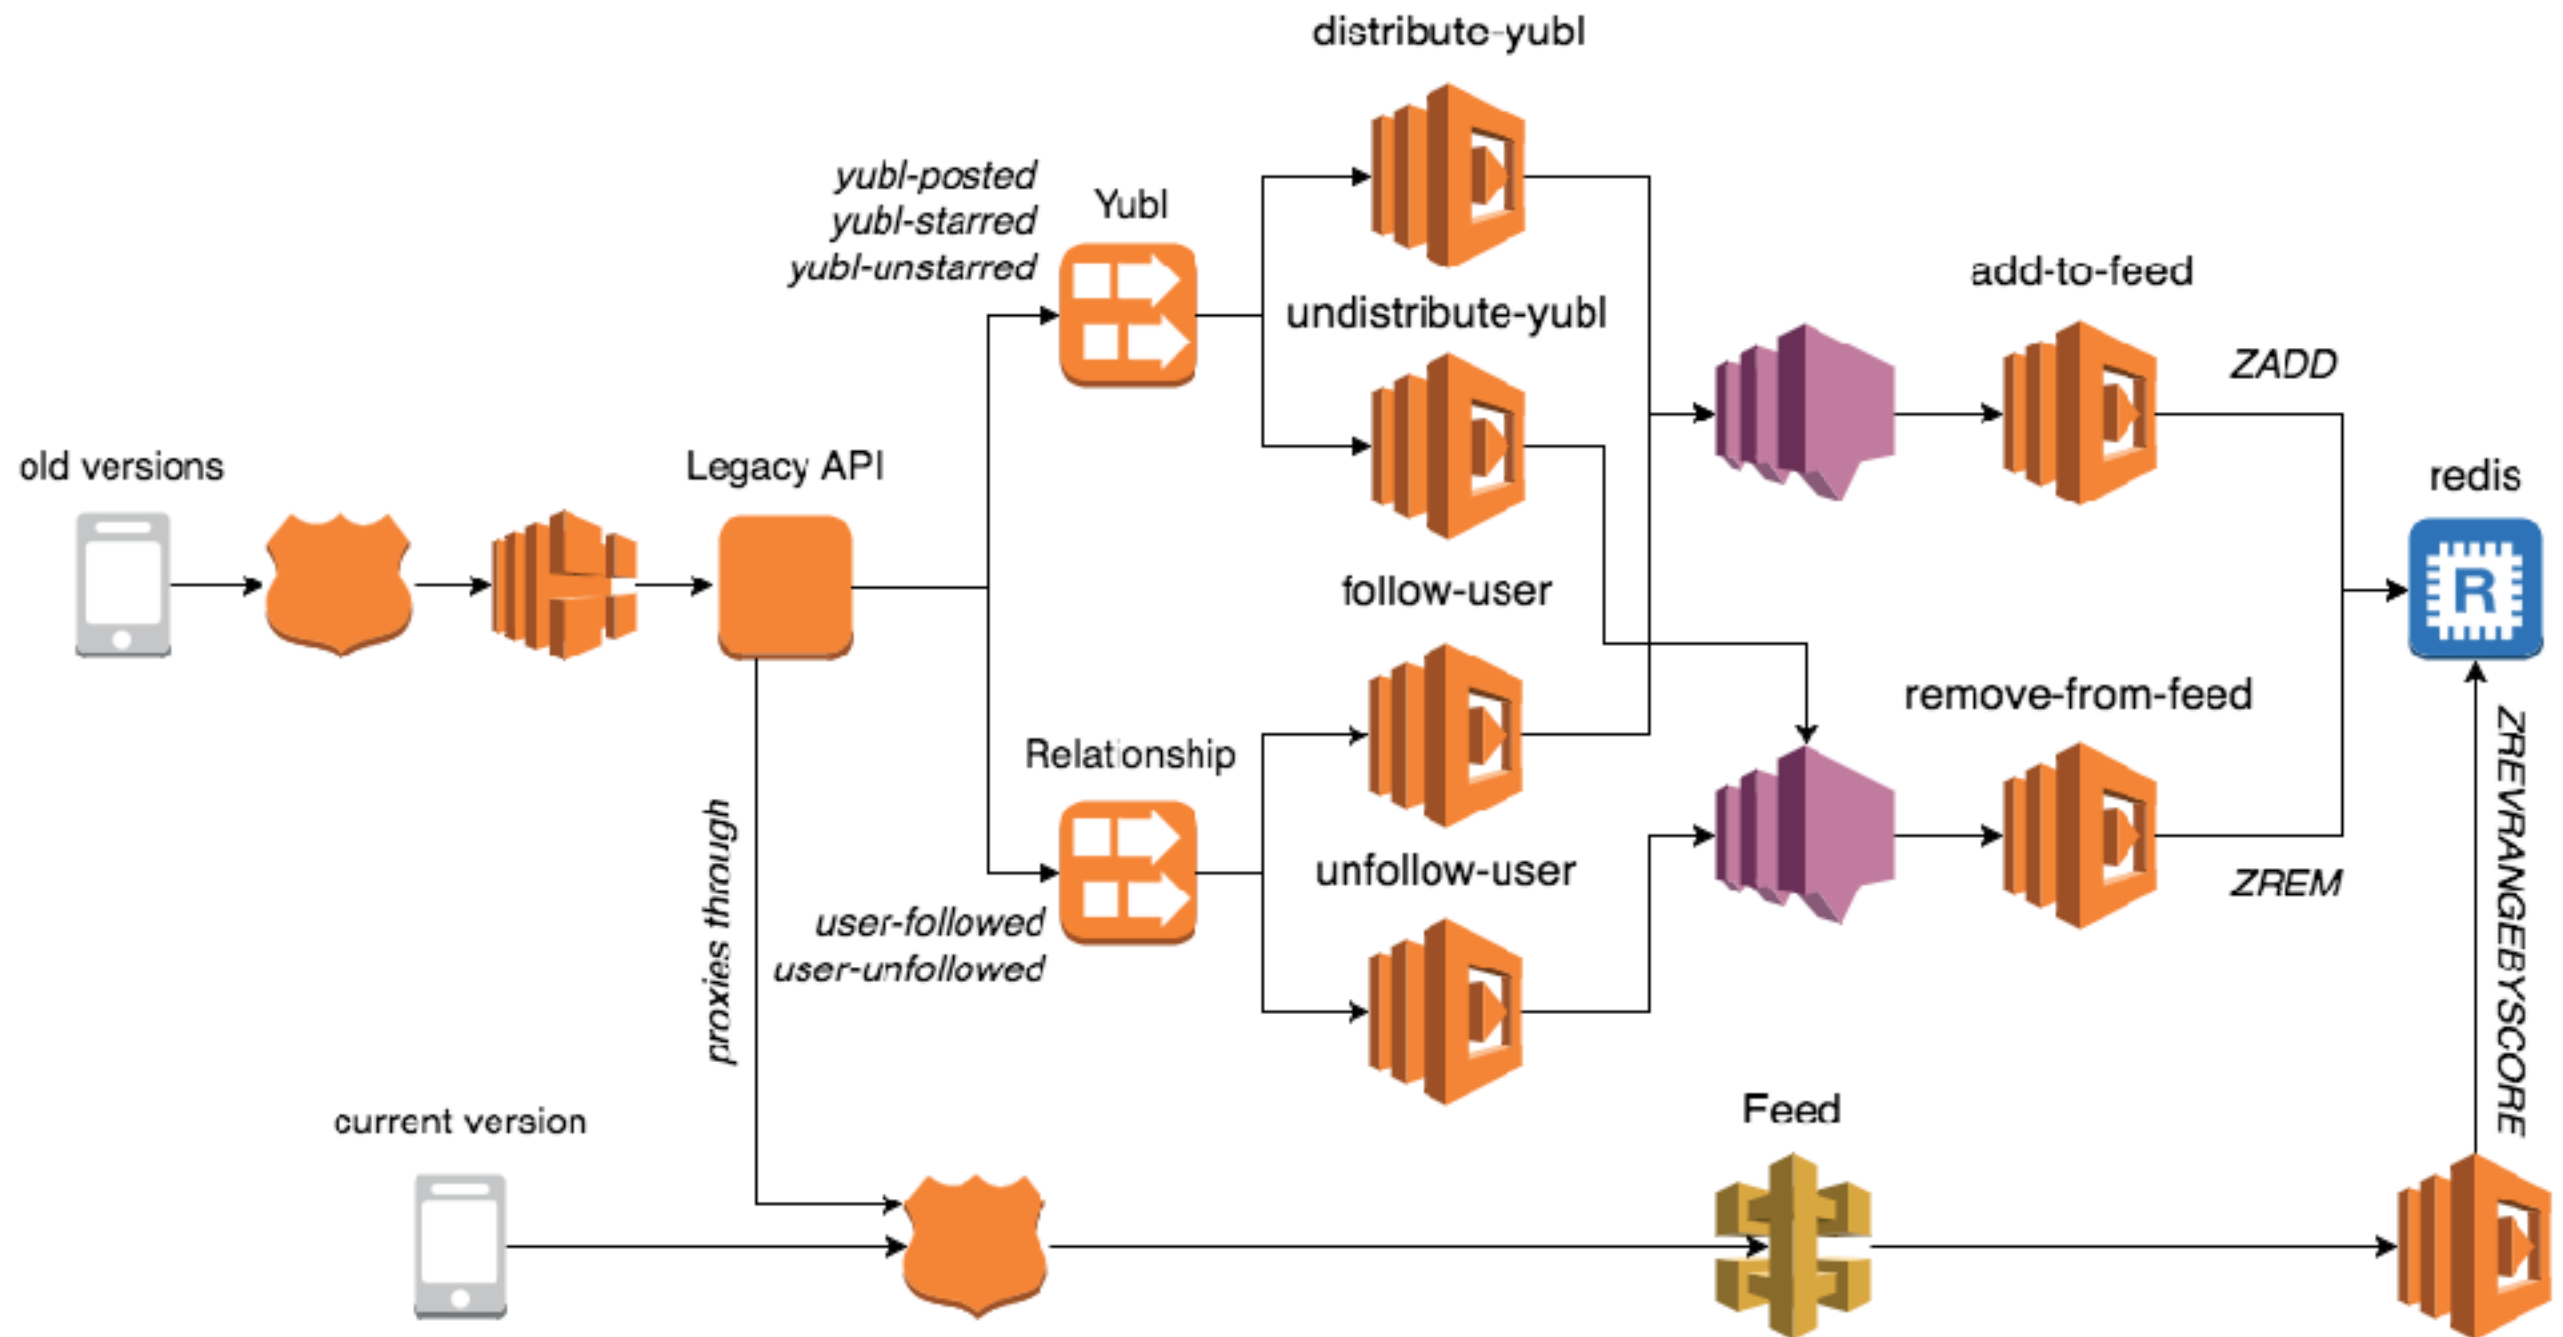 distribute-yubl
yubl-posted
yubl-starred
yubl-unstarred
Yubl
undistribute-yubl
add-to-feed
ZADD
old versions
Legacy API
redis
R
follow-user
remove-from-feed
Relationship
proxies through
unfollow-user
ZREM
ZREVRANGEBYSCORE
user-followed
user-unfollowed
current version
Feed